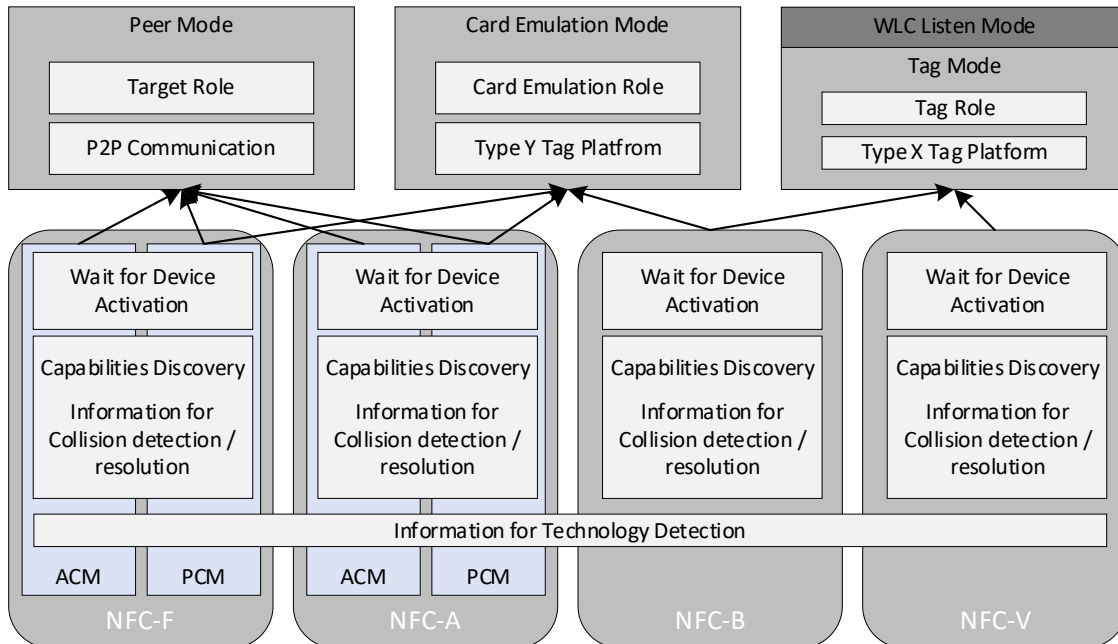 Peer Mode
Target Role
P2P Communication
Card Emulation Mode
Card Emulation Role
Type Y Tag Platfrom
WLC Listen Mode
Tag Mode
Tag Role
Type X Tag Platform
Wait for Device
Activation
Capabilities Discovery
Information for
Collision detection /
resolution
ACM
PCM
NFC-F
Wait for Device
Activation
Capabilities Discovery
Information for
Collision detection /
resolution
ACM
PCM
NFC-A
Wait for Device
Activation
Capabilities Discovery
Information for
Collision detection /
resolution
NFC-B
Wait for Device
Activation
Capabilities Discovery
Information for
Collision detection /
resolution
NFC-V
Information for Technology Detection